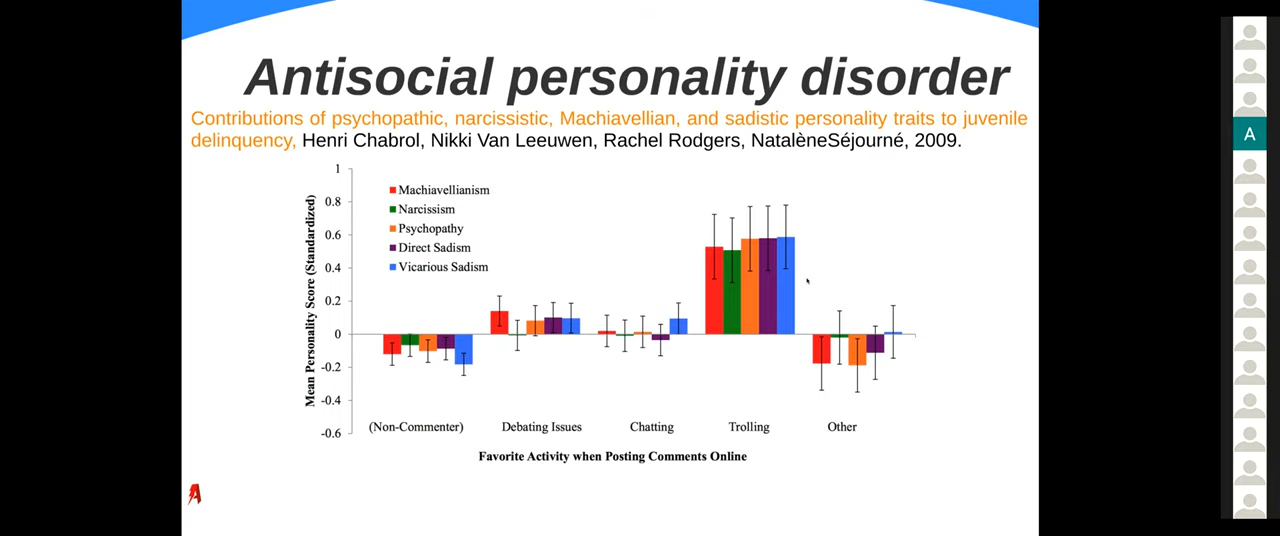 Antisocial personality disorder
Contributions of psychopathic, narcissistic, Machiavellian, and sadistic personality traits to juvenile
delinquency, Henri Chabrol, Nikki Van Leeuwen, Rachel Rodgers, NatalèneSéjourné, 2009.
Mean Personality Score (Standardized)
1
0.8
0.6
0.4
0.2
0
-0.2
-0.4
-0.6
Machiavellianism
Narcissism
Psychopathy
Direct Sadism
Vicarious Sadism
(Non-Commenter) Debating Issues Chatting Trolling Other
Favorite Activity when Posting Comments Online
A
A